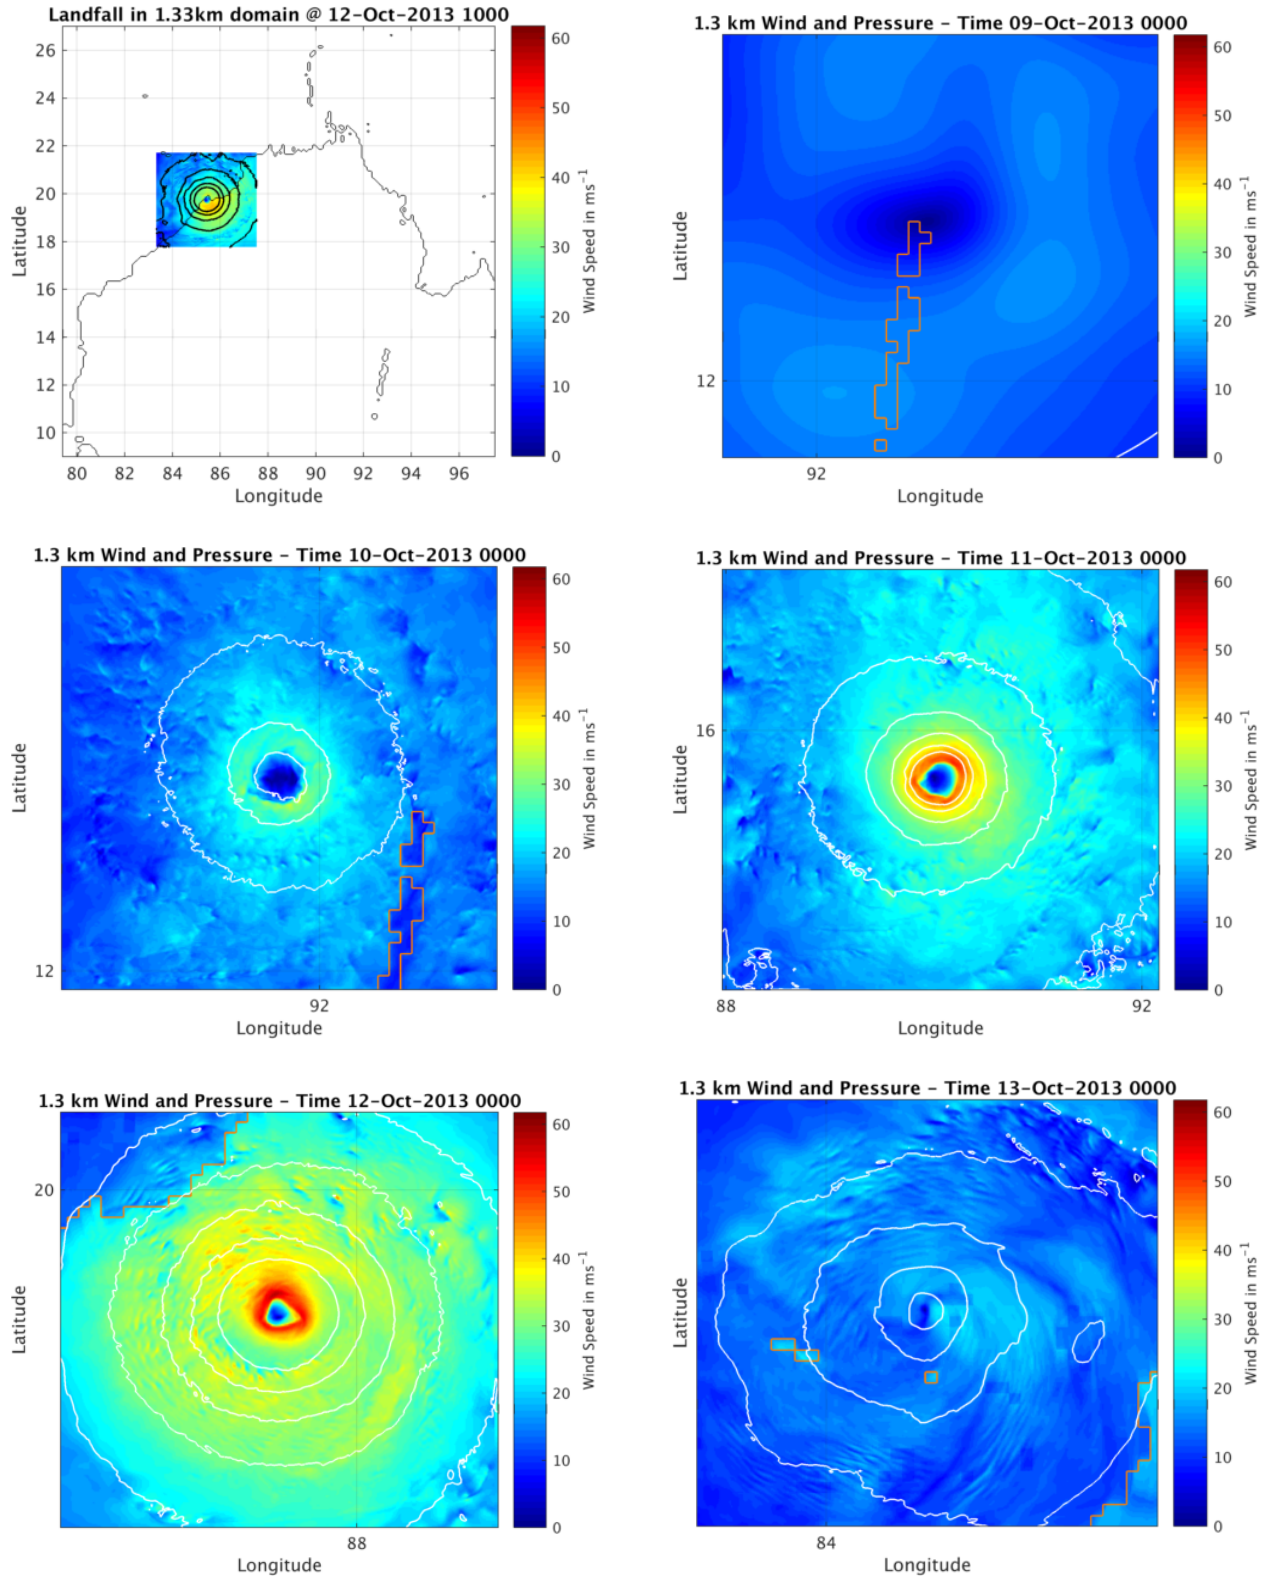 Landfall in 1.33km domain @ 12-Oct-2013 1000
26
24
22
20
18
16
14
12
10
80 82 84 86 88 90 92 94 96
Longitude
Latitude
60
50
40
30
20
10
0
Wind Speed in ms⁻¹
1.3 km Wind and Pressure - Time 09-Oct-2013 0000
12
92
Longitude
Latitude
60
50
40
30
20
10
0
Wind Speed in ms⁻¹
1.3 km Wind and Pressure - Time 10-Oct-2013 0000
12
92
Longitude
Latitude
60
50
40
30
20
10
0
Wind Speed in ms⁻¹
1.3 km Wind and Pressure - Time 11-Oct-2013 0000
16
88 92
Longitude
Latitude
60
50
40
30
20
10
0
Wind Speed in ms⁻¹
1.3 km Wind and Pressure - Time 12-Oct-2013 0000
20
88
Longitude
Latitude
60
50
40
30
20
10
0
Wind Speed in ms⁻¹
1.3 km Wind and Pressure - Time 13-Oct-2013 0000
84
Longitude
Latitude
60
50
40
30
20
10
0
Wind Speed in ms⁻¹